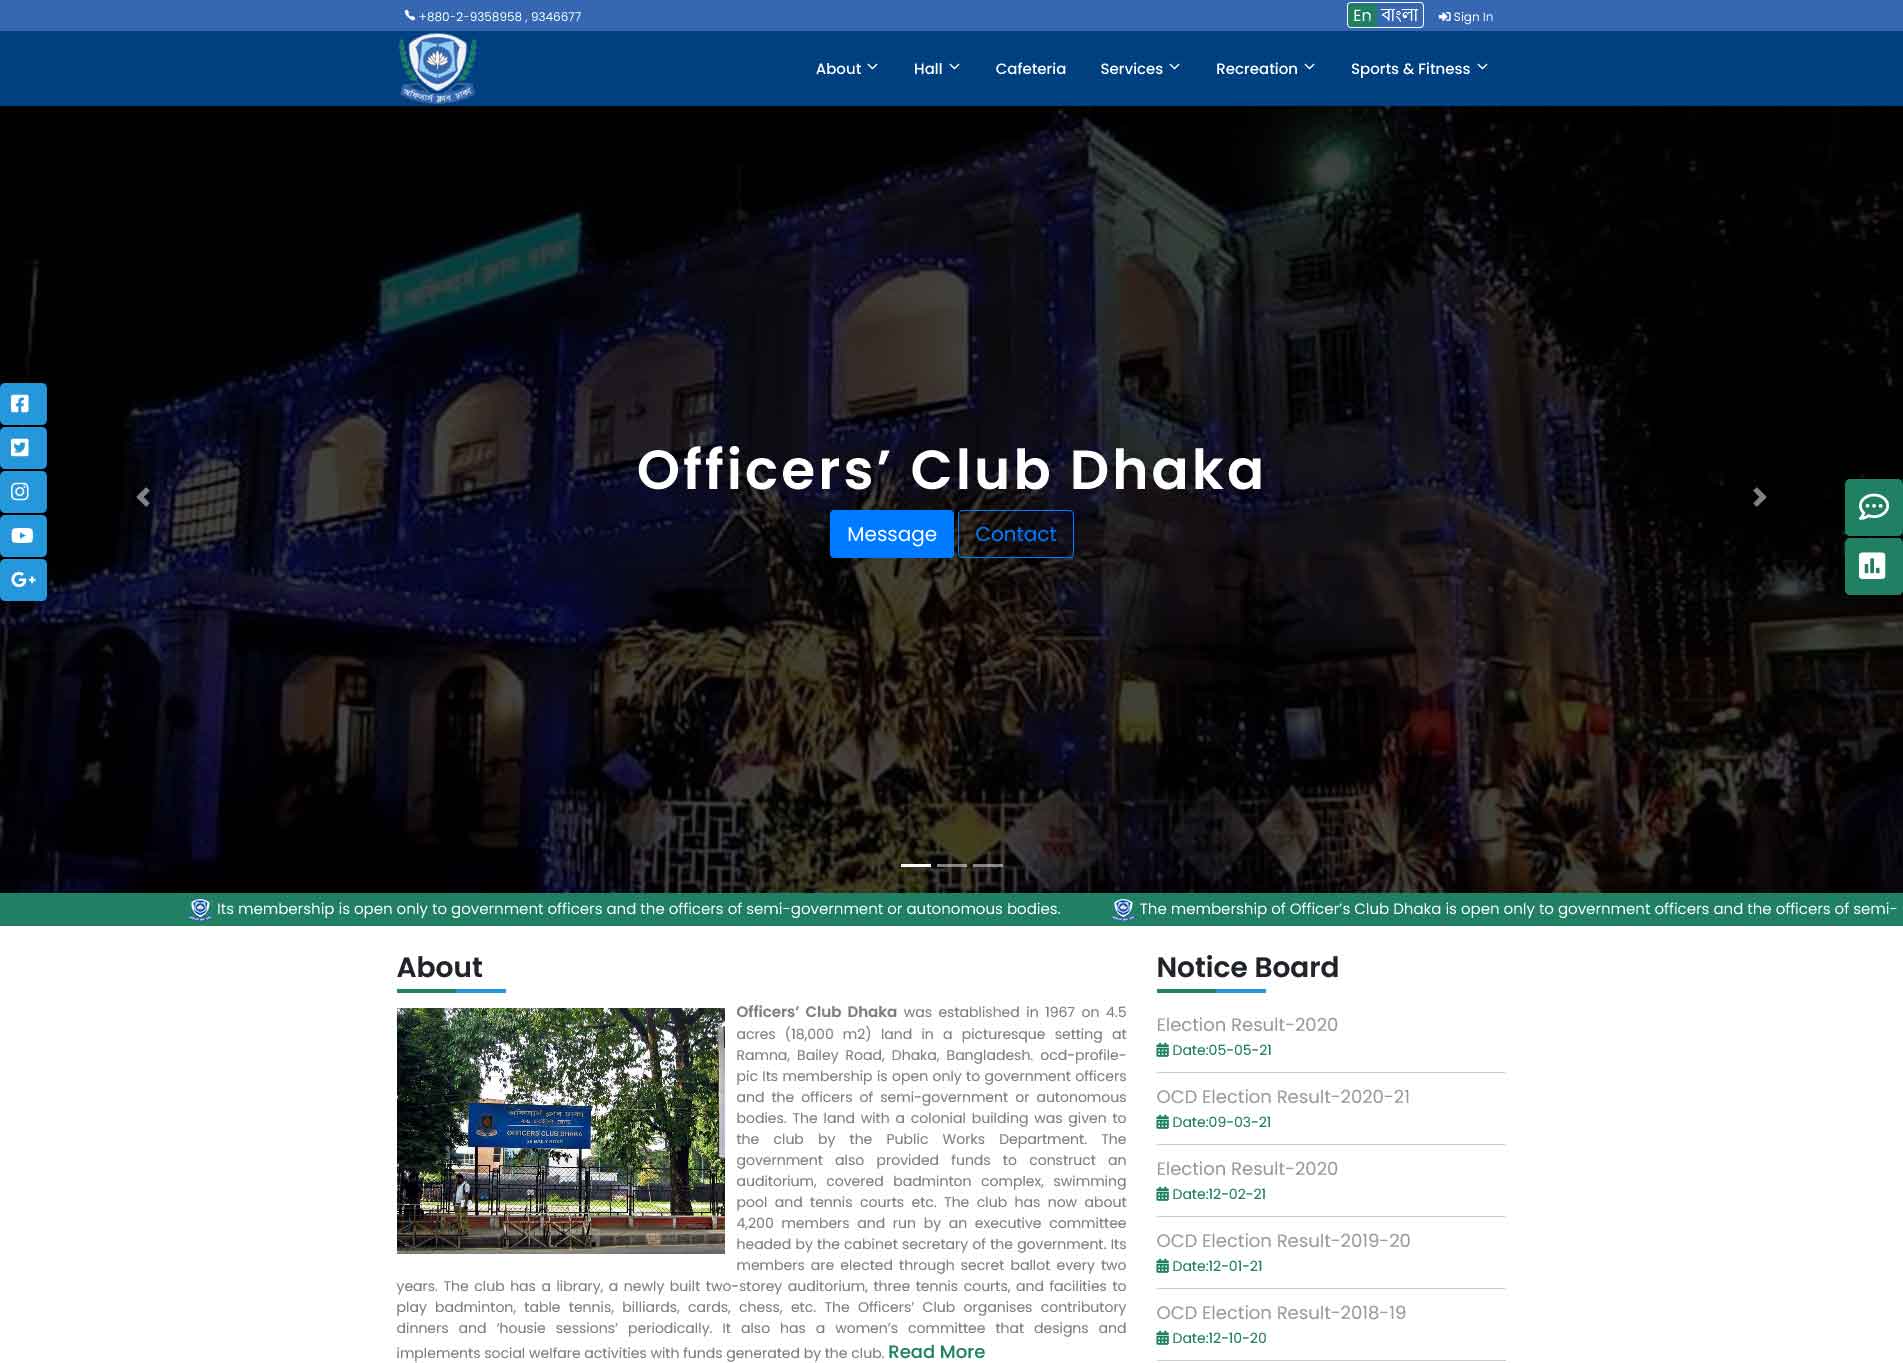 +880-2-9358958 , 9346677
En বাংলা Sign In
অফিসার্স ক্লাব ঢাকা
About Hall Cafeteria Services Recreation Sports & Fitness
অফিসার্স ক্লাব ঢাকা
Officers’ Club Dhaka
Message Contact
Its membership is open only to government officers and the officers of semi-government or autonomous bodies.
The membership of Officer’s Club Dhaka is open only to government officers and the officers of semi-
About
অফিসার্স ক্লাব ঢাকা
OFFICERS' CLUB DHAKA
Officers’ Club Dhaka was established in 1967 on 4.5
acres (18,000 m2) land in a picturesque setting at
Ramna, Bailey Road, Dhaka, Bangladesh. ocd-profile-
pic Its membership is open only to government officers
and the officers of semi-government or autonomous
bodies. The land with a colonial building was given to
the club by the Public Works Department. The
government also provided funds to construct an
auditorium, covered badminton complex, swimming
pool and tennis courts etc. The club has now about
4,200 members and run by an executive committee
headed by the cabinet secretary of the government. Its
members are elected through secret ballot every two
years. The club has a library, a newly built two-storey auditorium, three tennis courts, and facilities to
play badminton, table tennis, billiards, cards, chess, etc. The Officers’ Club organises contributory
dinners and ‘housie sessions’ periodically. It also has a women’s committee that designs and
implements social welfare activities with funds generated by the club. Read More
Notice Board
Election Result-2020
Date:05-05-21
OCD Election Result-2020-21
Date:09-03-21
Election Result-2020
Date:12-02-21
OCD Election Result-2019-20
Date:12-01-21
OCD Election Result-2018-19
Date:12-10-20